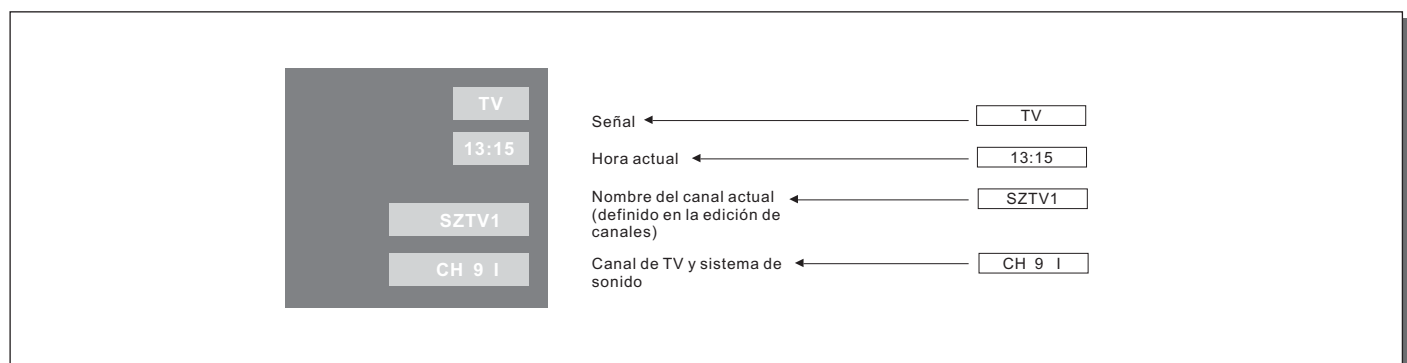 TV
13:15
SZTV1
CH 9 I
Señal
TV
Hora actual
13:15
Nombre del canal actual
(definido en la edición de
canales)
SZTV1
Canal de TV y sistema de
sonido
CH 9 I